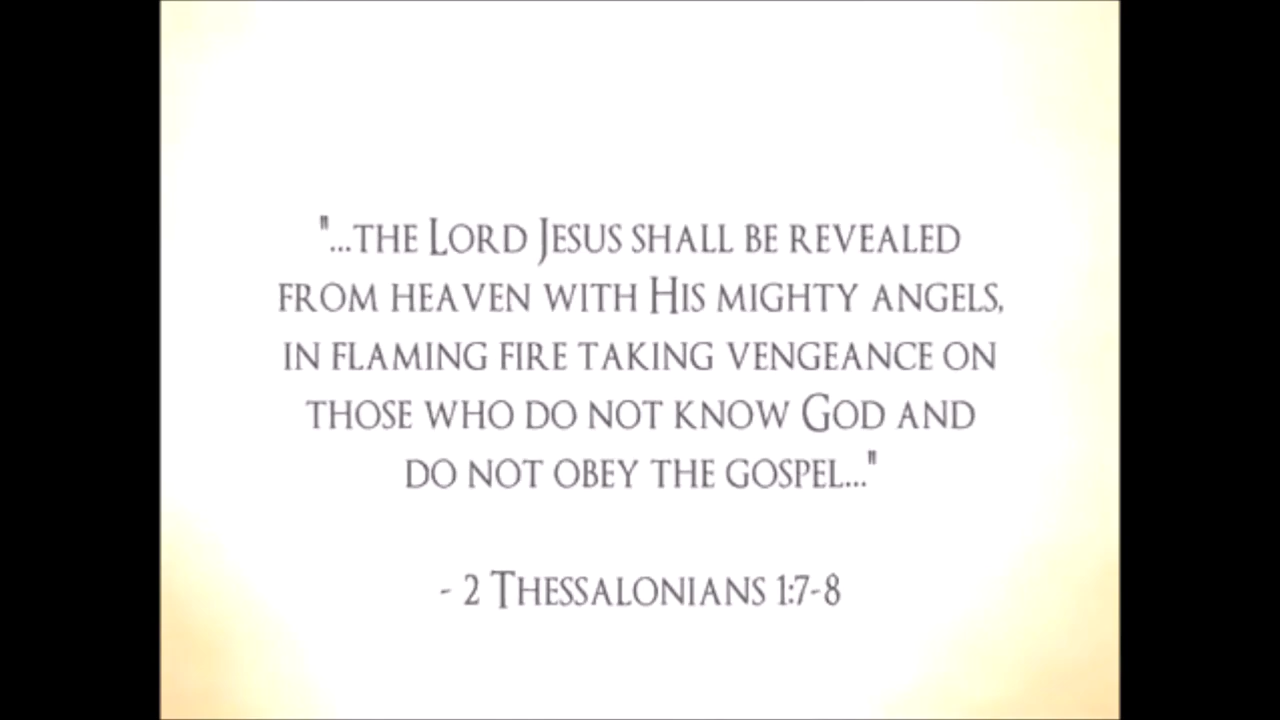 "...the Lord Jesus shall be revealed
from heaven with His mighty angels,
in flaming fire taking vengeance on
those who do not know God and
do not obey the gospel..."
- 2 Thessalonians 1:7-8